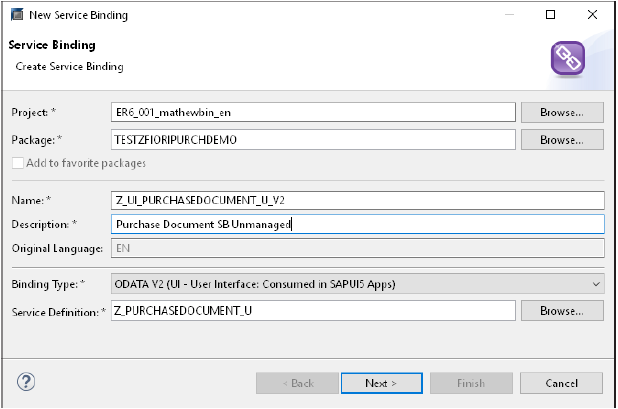 New Service Binding
Service Binding
Create Service Binding
Project: * ER6_001_mathewbin_en Browse...
Package: * TESTZFIORIPURCHDEMO Browse...
Add to favorite packages
Name: * Z_UI_PURCHASEDOCUMENT_U_V2
Description: * Purchase Document SB Unmanaged
Original Language: EN
Binding Type: * ODATA V2 (UI - User Interface: Consumed in SAPUI5 Apps)
Service Definition: * Z_PURCHASEDOCUMENT_U Browse...
? < Back Next > Finish Cancel